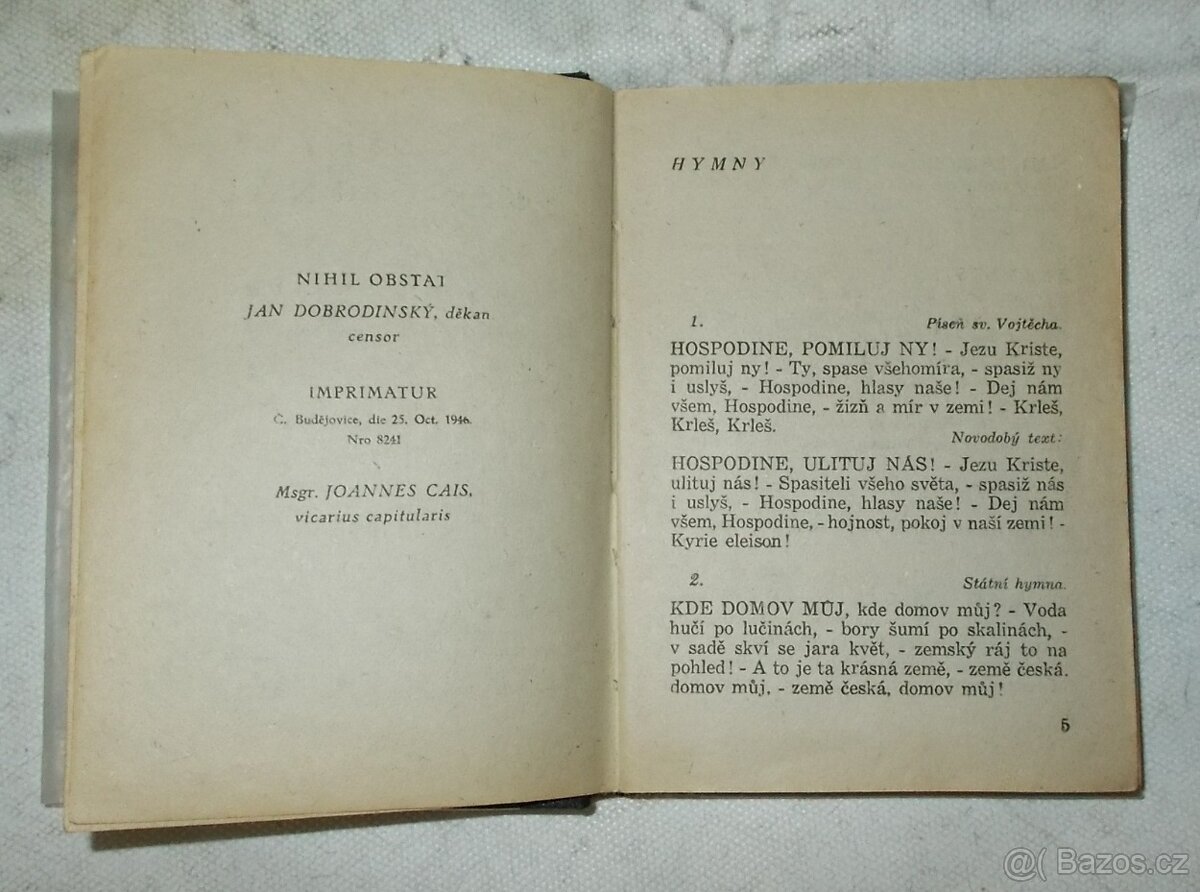 NIHIL OBSTAT
JAN DOBRODINSKÝ, děkan
censor
IMPRIMATUR
Č. Budějovice, die 25. Oct. 1946.
Nro 8241
Msgr. JOANNES CAIS,
vicarius capitularis
HYMNY
1.
Píseň sv. Vojtěcha.
HOSPODINE, POMILUJ NY! - Jezu Kriste,
pomiluj ny! - Ty, spase všehomíra, - spasiž ny
i uslyš, - Hospodine, hlasy naše! - Dej nám
všem, Hospodine, - žizň a mír v zemi! - Krleš,
Krleš, Krleš.
Novodobý text:
HOSPODINE, ULITUJ NÁS! - Jezu Kriste,
ulituj nás! - Spasiteli všeho světa, - spasiž nás
i uslyš, - Hospodine, hlasy naše! - Dej nám
všem, Hospodine, - hojnost, pokoj v naší zemi! -
Kyrie eleison!
2.
Státní hymna.
KDE DOMOV MŮJ, kde domov můj? - Voda
hučí po lučinách, - bory šumí po skalinách, -
v sadě skví se jara květ, - zemský ráj to na
pohled! - A to je ta krásná země, - země česká.
domov můj, - země česká, domov můj!
5
@( Bazos.cz